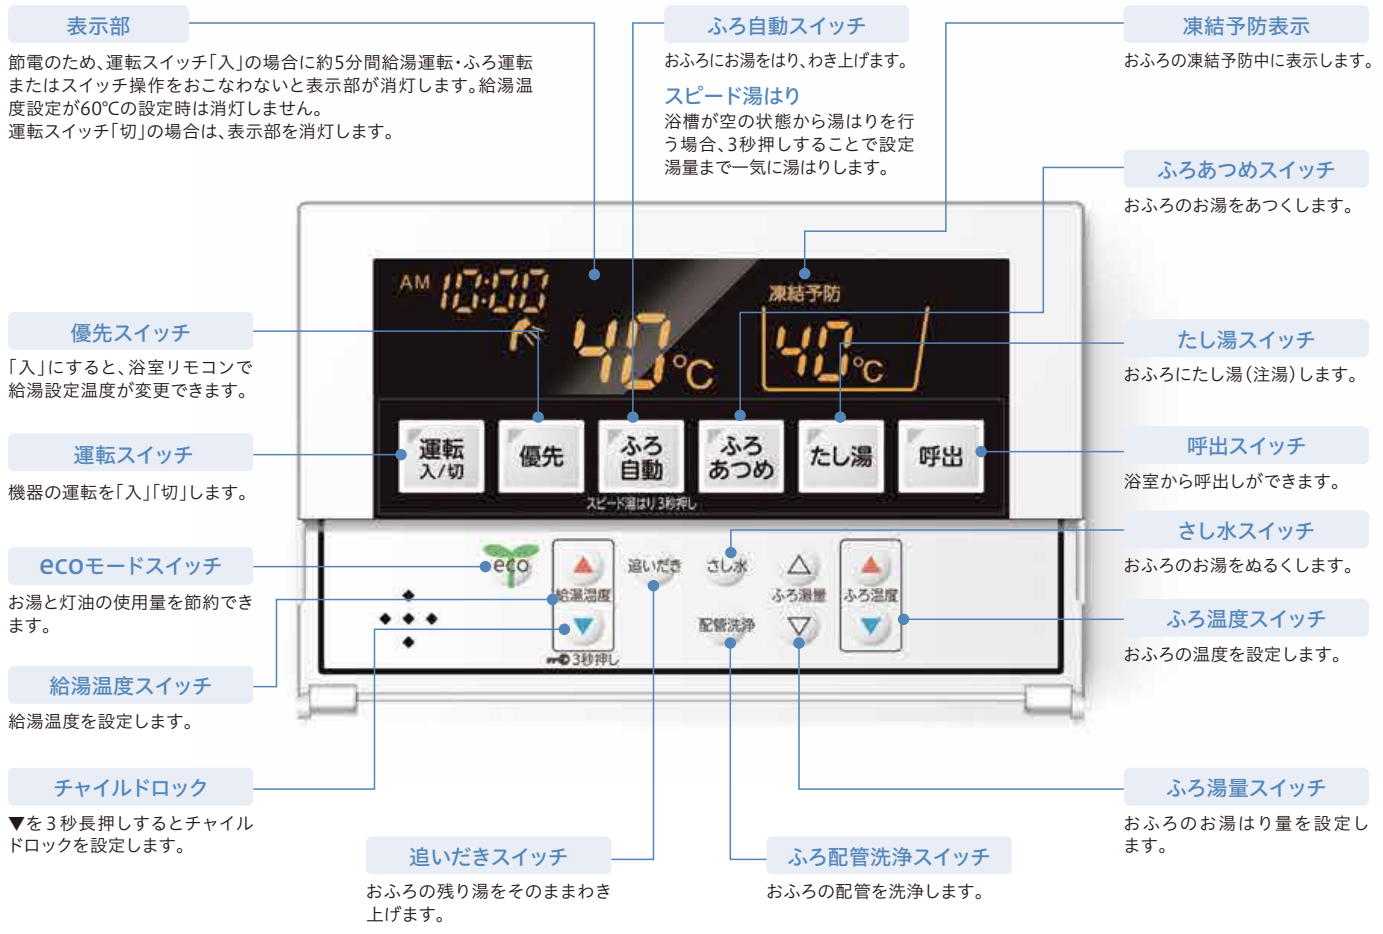 表示部
節電のため、運転スイッチ「入」の場合に約5分間給湯運転・ふろ運転
またはスイッチ操作をおこなわないと表示部が消灯します。給湯温
度設定が60℃の設定時は消灯しません。
運転スイッチ「切」の場合は、表示部を消灯します。
ふろ自動スイッチ
おふろにお湯をはり、わき上げます。
スピード湯はり
浴槽が空の状態から湯はりを行
う場合、3秒押しすることで設定
湯量まで一気に湯はりします。
凍結予防表示
おふろの凍結予防中に表示します。
ふろあつめスイッチ
おふろのお湯をあつくします。
優先スイッチ
「入」にすると、浴室リモコンで
給湯設定温度が変更できます。
運転スイッチ
機器の運転を「入」「切」します。
ecoモードスイッチ
お湯と灯油の使用量を節約でき
ます。
給湯温度スイッチ
給湯温度を設定します。
チャイルドロック
▼を3秒長押しするとチャイル
ドロックを設定します。
AM 10:00
40℃
凍結予防
40℃
運転
入/切
優先
ふろ
自動
ふろ
あつめ
たし湯
呼出
スピード湯はり3秒押し
eco
給湯温度
3秒押し
追いだき
さし水
配管洗浄
ふろ湯量
ふろ温度
たし湯スイッチ
おふろにたし湯（注湯）します。
呼出スイッチ
浴室から呼出しができます。
さし水スイッチ
おふろのお湯をぬるくします。
ふろ温度スイッチ
おふろの温度を設定します。
ふろ湯量スイッチ
おふろのお湯はり量を設定し
ます。
追いだきスイッチ
おふろの残り湯をそのままわき
上げます。
ふろ配管洗浄スイッチ
おふろの配管を洗浄します。